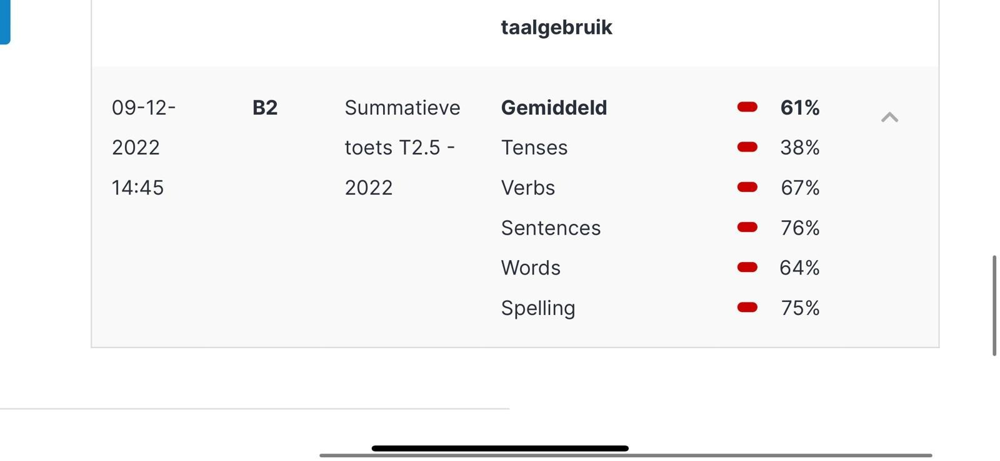 taalgebruik
09-12- B2 Summatieve Gemiddeld 61%
2022 toets T2.5 - Tenses 38%
14:45 2022 Verbs 67%
Sentences 76%
Words 64%
Spelling 75%